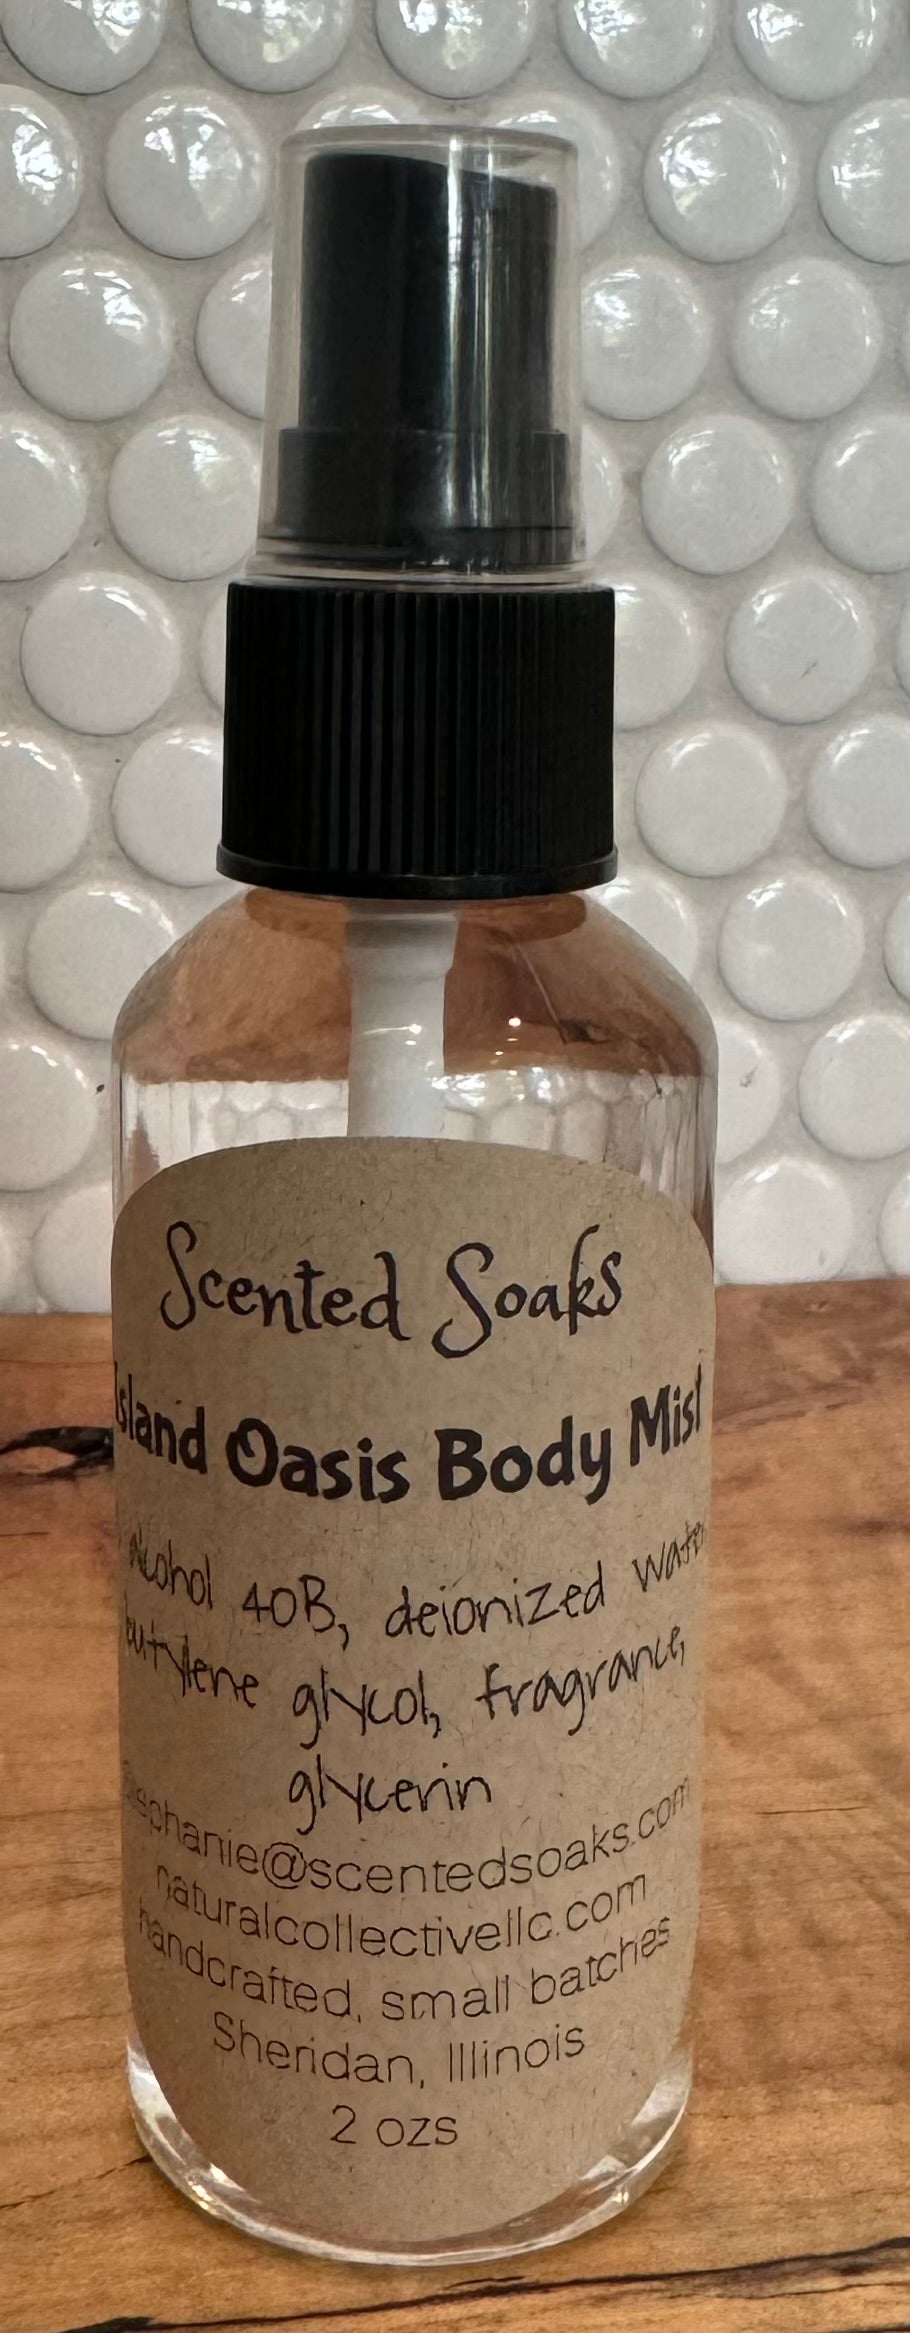 Scented Soaks
Island Oasis Body Mist
alcohol 40B, deionized water
butylene glycol, fragrance,
glycerin
stephanie@scentedsoaks.com
naturalcollectivellc.com
handcrafted, small batches
Sheridan, Illinois
2 ozs